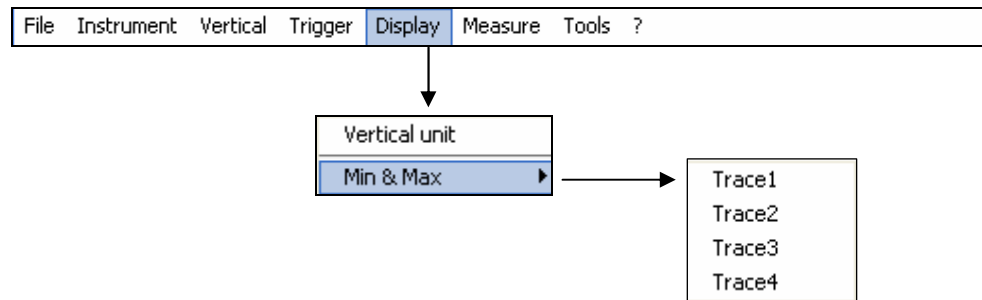 File Instrument Vertical Trigger Display Measure Tools ?
Vertical unit
Min & Max
Trace1
Trace2
Trace3
Trace4